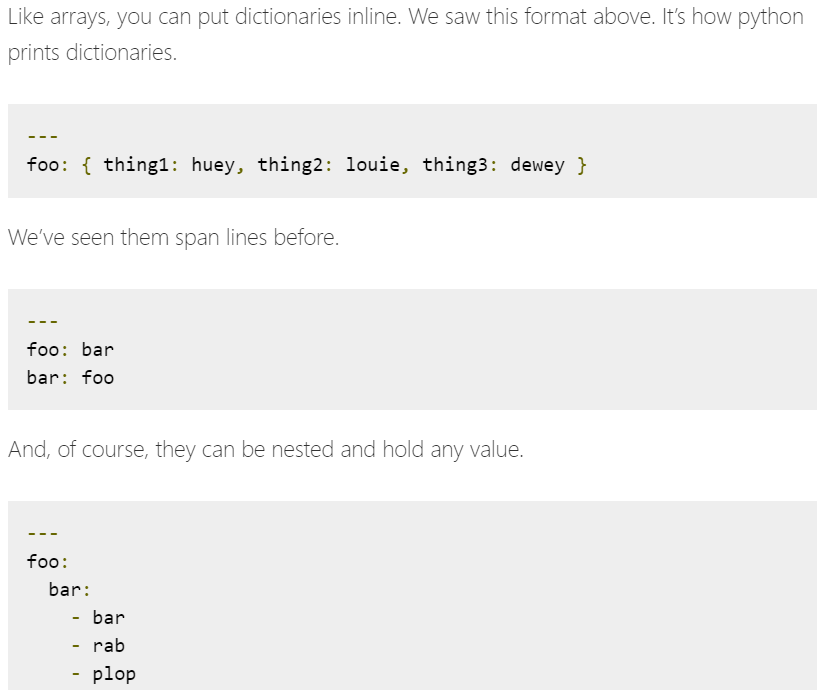 Like arrays, you can put dictionaries inline. We saw this format above. It’s how python
prints dictionaries.
---
foo: { thing1: huey, thing2: louie, thing3: dewey }
We’ve seen them span lines before.
---
foo: bar
bar: foo
And, of course, they can be nested and hold any value.
---
foo:
  bar:
    - bar
    - rab
    - plop